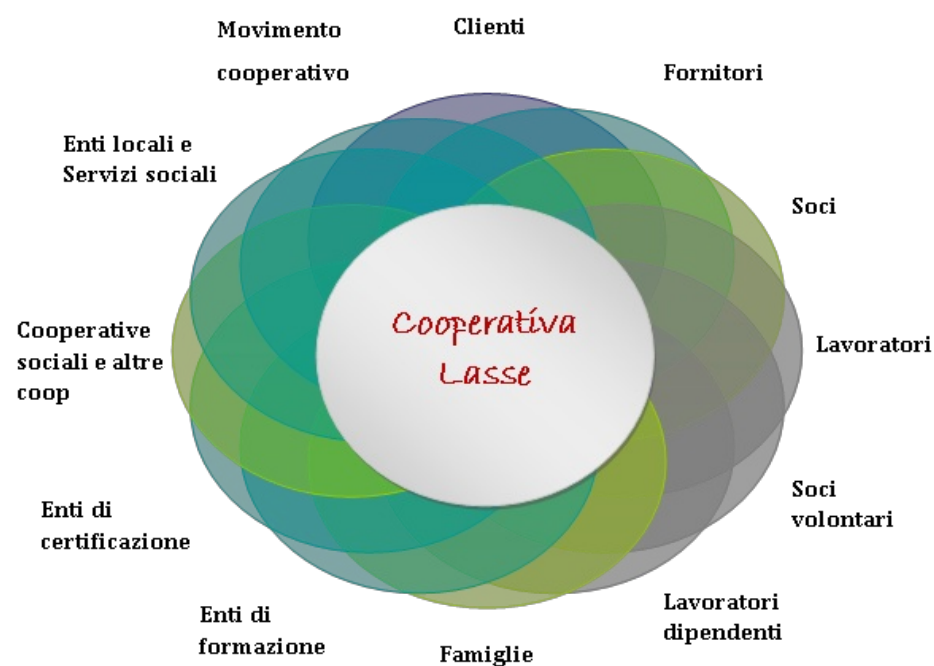 Movimento
cooperativo
Clienti
Fornitori
Enti locali e
Servizi sociali
Soci
Cooperative
sociali e altre
coop
Cooperativa
Lasse
Lavoratori
Enti di
certificazione
Soci
volontari
Enti di
formazione
Famiglie
Lavoratori
dipendenti